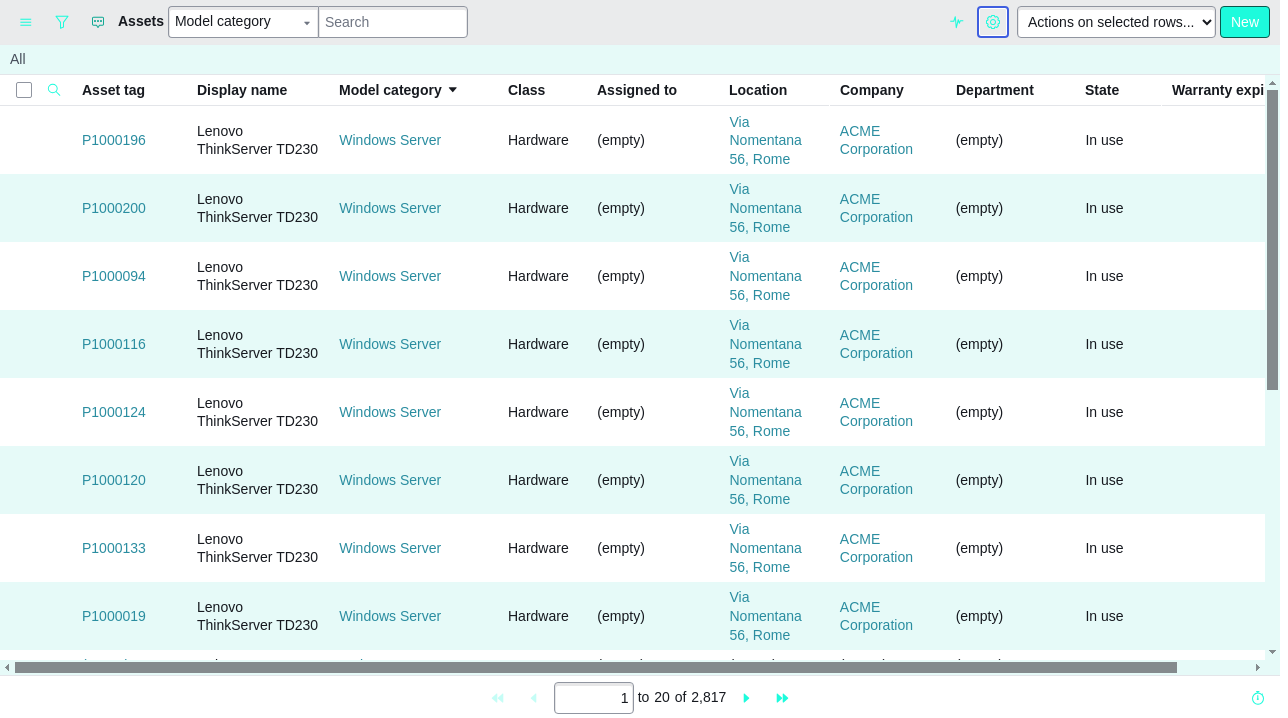 Assets Model category Search Actions on selected rows... New
All
Asset tag Display name Model category Class Assigned to Location Company Department State Warranty expi
P1000196 Lenovo ThinkServer TD230 Windows Server Hardware (empty) Via Nomentana 56, Rome ACME Corporation (empty) In use
P1000200 Lenovo ThinkServer TD230 Windows Server Hardware (empty) Via Nomentana 56, Rome ACME Corporation (empty) In use
P1000094 Lenovo ThinkServer TD230 Windows Server Hardware (empty) Via Nomentana 56, Rome ACME Corporation (empty) In use
P1000116 Lenovo ThinkServer TD230 Windows Server Hardware (empty) Via Nomentana 56, Rome ACME Corporation (empty) In use
P1000124 Lenovo ThinkServer TD230 Windows Server Hardware (empty) Via Nomentana 56, Rome ACME Corporation (empty) In use
P1000120 Lenovo ThinkServer TD230 Windows Server Hardware (empty) Via Nomentana 56, Rome ACME Corporation (empty) In use
P1000133 Lenovo ThinkServer TD230 Windows Server Hardware (empty) Via Nomentana 56, Rome ACME Corporation (empty) In use
P1000019 Lenovo ThinkServer TD230 Windows Server Hardware (empty) Via Nomentana 56, Rome ACME Corporation (empty) In use
1 to 20 of 2,817